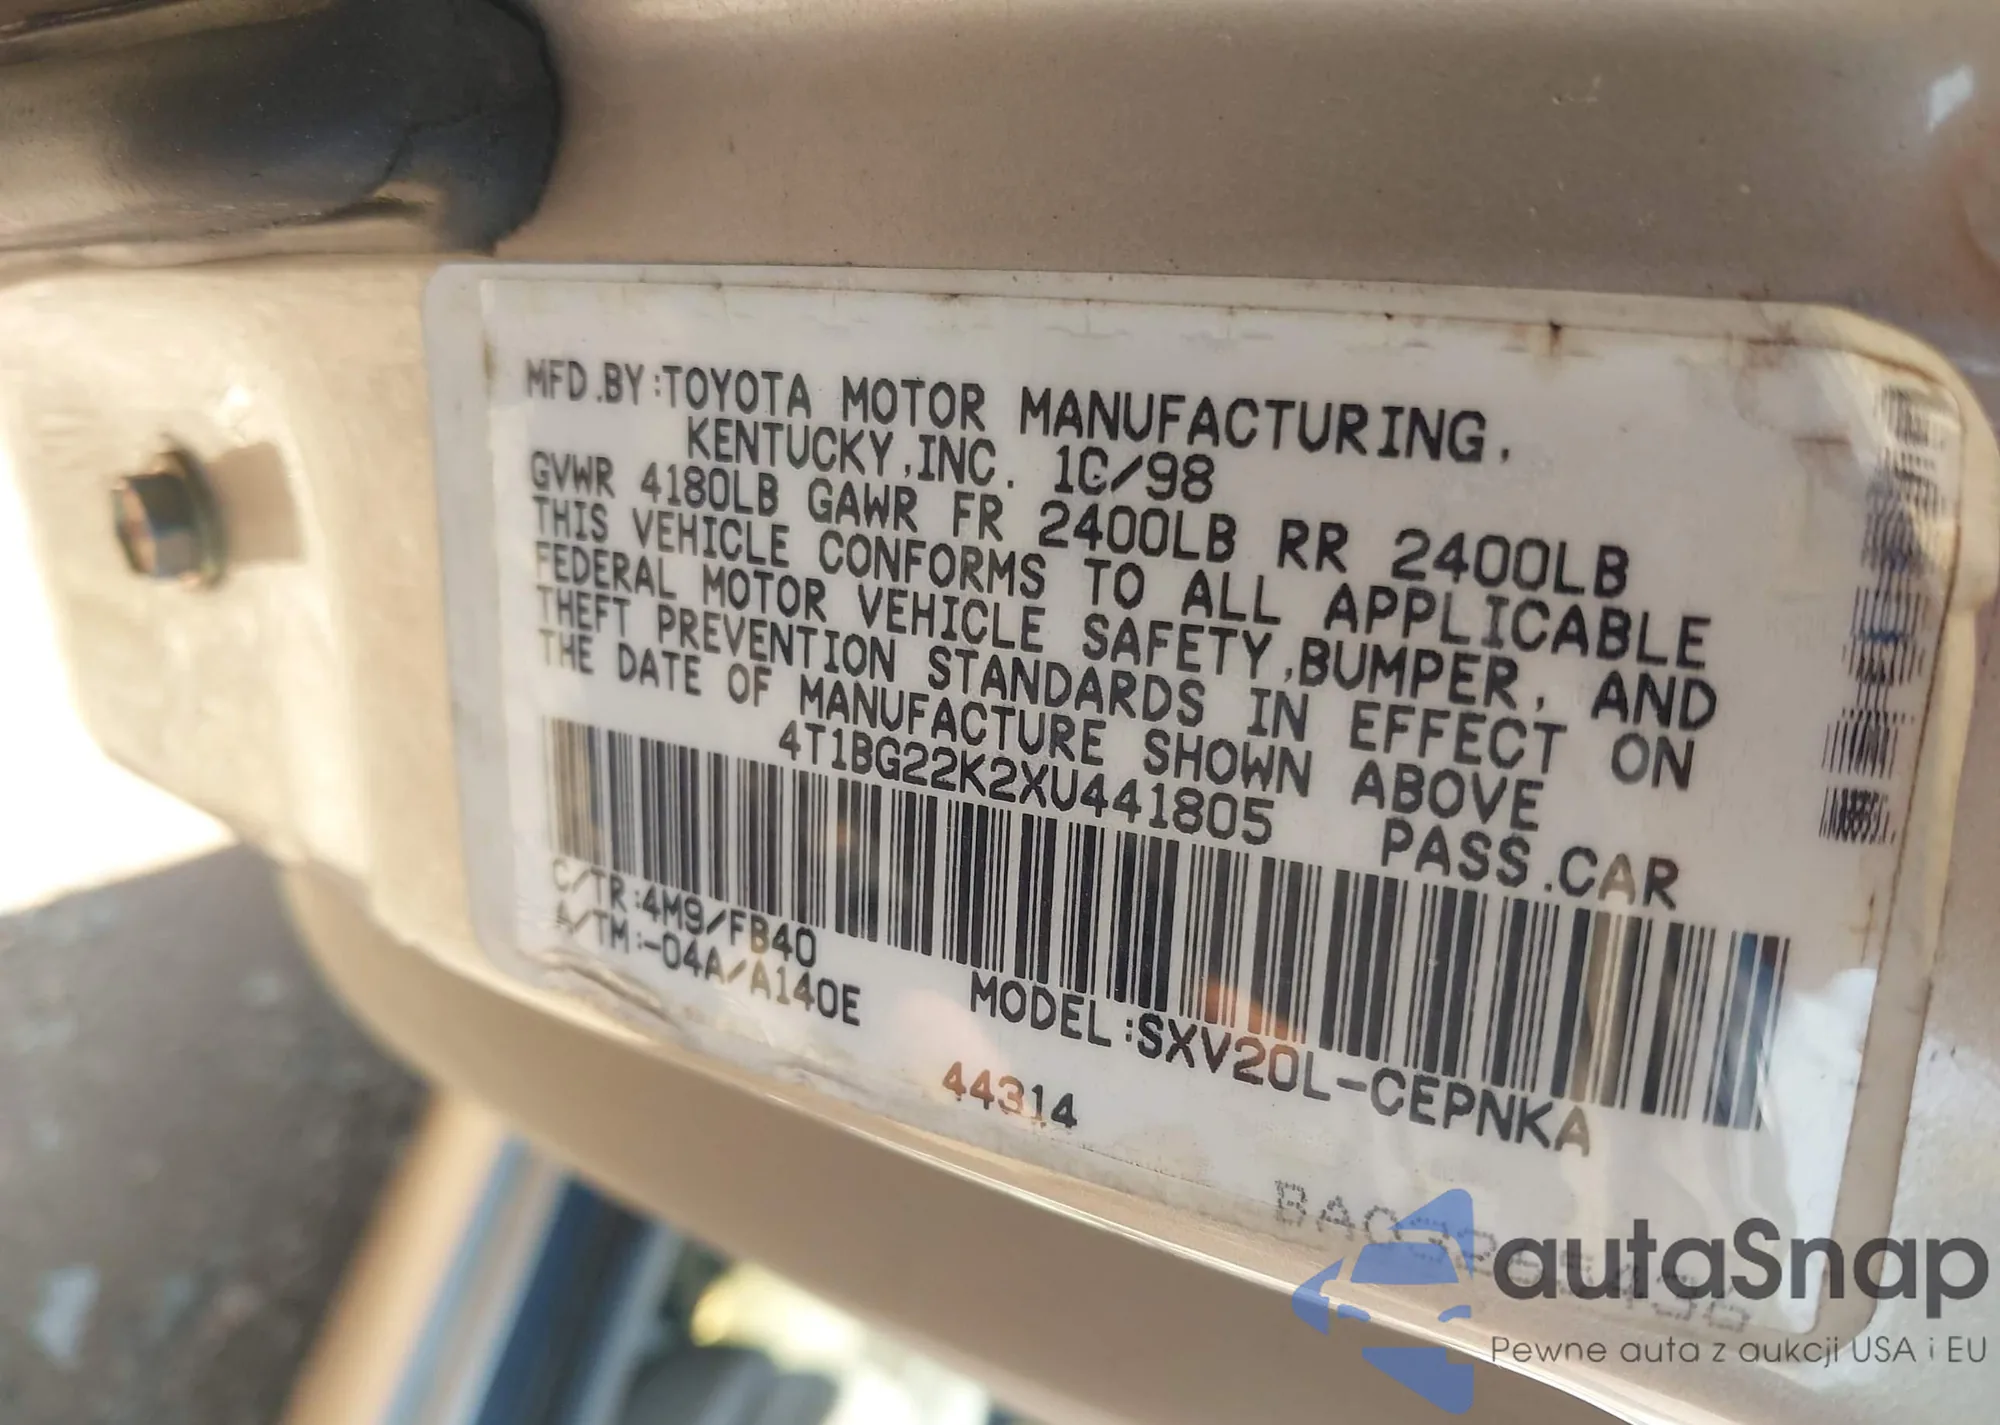 MFD.BY:TOYOTA MOTOR MANUFACTURING,
KENTUCKY,INC. 10/98
GVWR 4180LB GAWR FR 2400LB RR 2400LB
THIS VEHICLE CONFORMS TO ALL APPLICABLE
FEDERAL MOTOR VEHICLE SAFETY,BUMPER, AND
THEFT PREVENTION STANDARDS IN EFFECT ON
THE DATE OF MANUFACTURE SHOWN ABOVE
4T1BG22K2XU441805 PASS.CAR
C/TR:4M9/FB40
A/TM:-04A/A140E
MODEL:SXV20L-CEPNKA
44314
autaSnap
Pewne auta z aukcji USA i EU